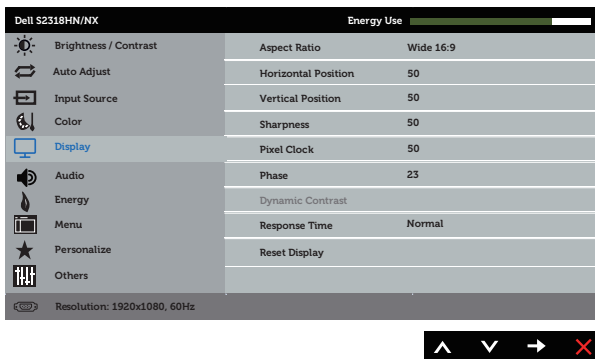 Dell S2318HN/NX Energy Use
Brightness / Contrast
Auto Adjust
Input Source
Color
Display
Audio
Energy
Menu
Personalize
Others
Aspect Ratio Wide 16:9
Horizontal Position 50
Vertical Position 50
Sharpness 50
Pixel Clock 50
Phase 23
Dynamic Contrast
Response Time Normal
Reset Display
Resolution: 1920x1080, 60Hz